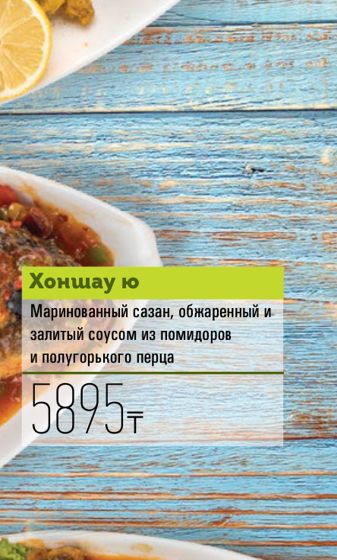 Хоншау ю
Маринованный сазан, обжаренный и
залитый соусом из помидоров
и полугорького перца
5895₸